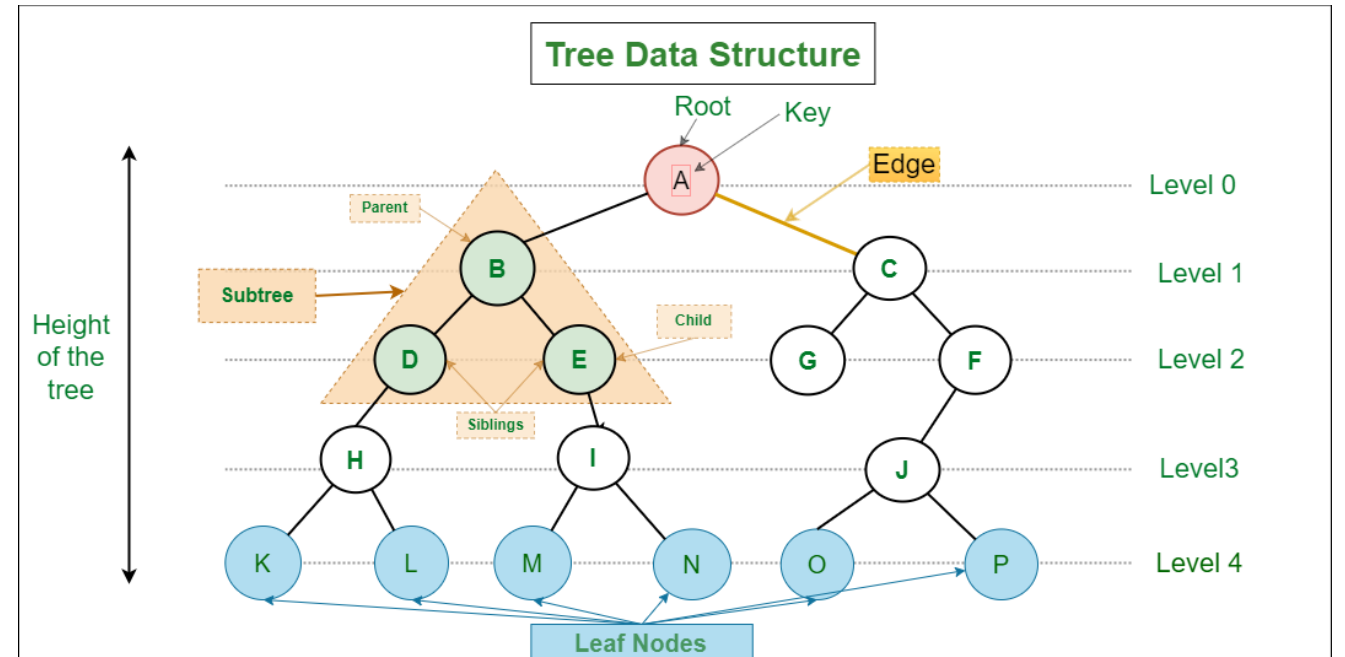 Tree Data Structure
Root
Key
A
Edge
Level 0
Parent
B
C
Level 1
Subtree
Height
of the
tree
Child
D
E
G
F
Level 2
Siblings
H
I
J
Level3
K
L
M
N
O
P
Level 4
Leaf Nodes